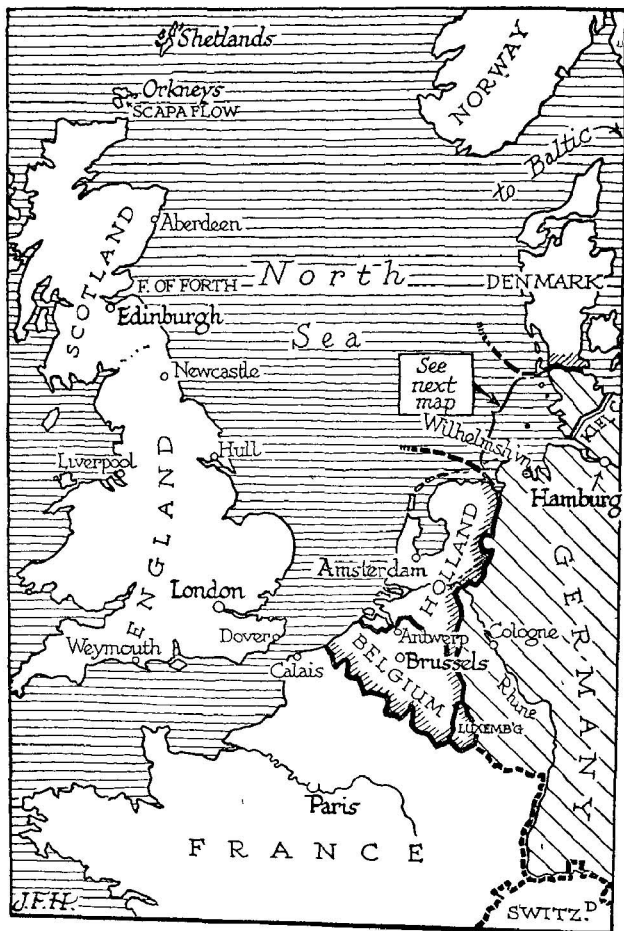 Shetlands
Orkneys
SCAPA FLOW
NORWAY
to Baltic
Aberdeen
SCOTLAND
F. OF FORTH
North
Sea
DENMARK
Edinburgh
Newcastle
See
next
map
KIEL C.
Wilhelmshvn
Hull
Liverpool
Hamburg
ENGLAND
HOLLAND
Amsterdam
GERMANY
London
Dover
Antwerp
Cologne
Weymouth
Calais
BELGIUM
Brussels
Rhine
LUXEMB'G
Paris
FRANCE
J.F.H.
SWITZ.D